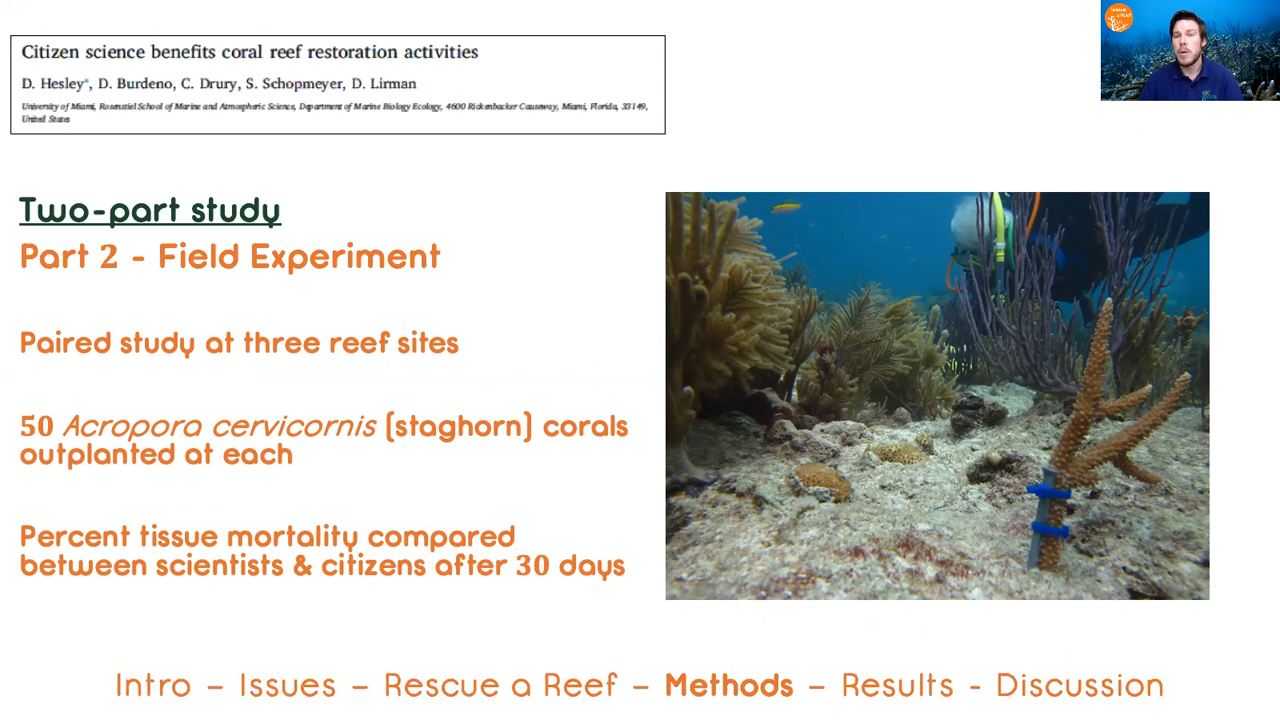 Citizen science benefits coral reef restoration activities
D. Hesley*, D. Burdeno, C. Drury, S. Schopmeyer, D. Lirman
University of Miami, Rosenstiel School of Marine and Atmospheric Science, Department of Marine Biology Ecology, 4600 Rickenbacker Causeway, Miami, Florida, 33149,
United States
Two-part study
Part 2 - Field Experiment
Paired study at three reef sites
50 Acropora cervicornis (staghorn) corals
outplanted at each
Percent tissue mortality compared
between scientists & citizens after 30 days
Intro – Issues – Rescue a Reef – Methods – Results - Discussion